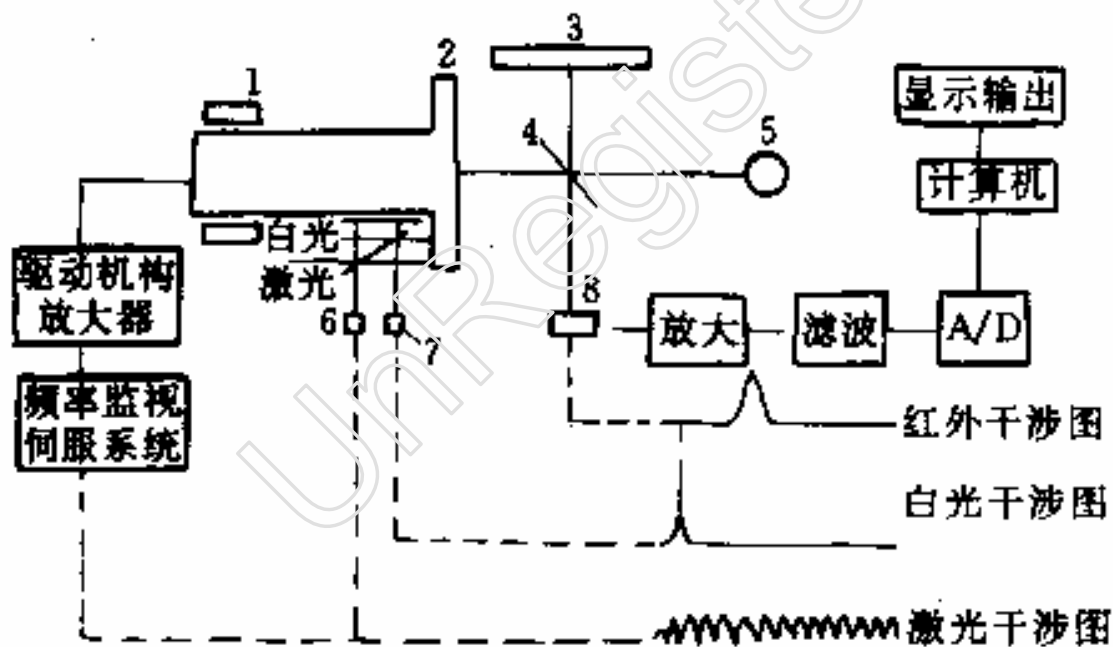 1
2
3
4
5
显示输出
计算机
白光
激光
驱动机构
放大器
6
7
8
放大
滤波
A/D
频率监视
伺服系统
红外干涉图
白光干涉图
激光干涉图
UnRegiste